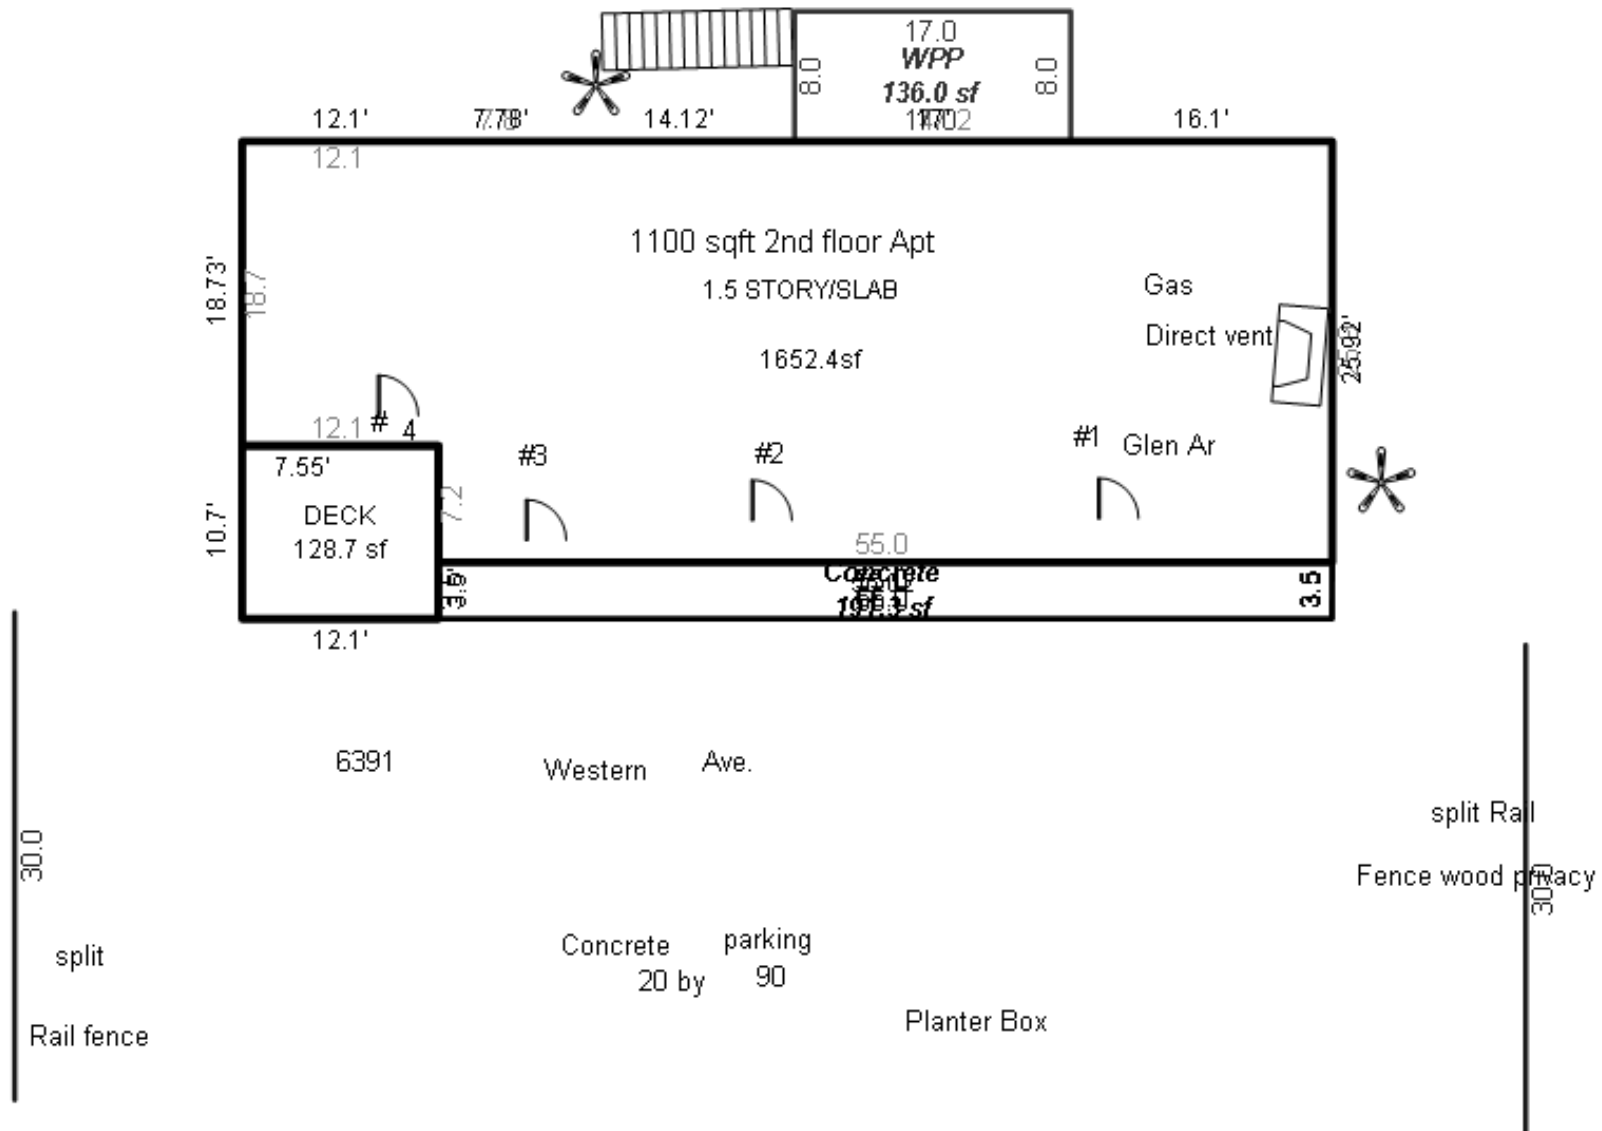 17.0
WPP
8.0
8.0
136.0 sf
12.1'
14.12'
16.1'
12.1
1100 sqft 2nd floor Apt
1.5 STORY/SLAB
Gas
18.73'
18.7
Direct vent
1652.4sf
12.1
# 4
#3
#2
#1
Glen Ar
7.55'
7.2
DECK
10.7'
128.7 sf
55.0
Concrete
3.5
12.1'
6391 Western Ave.
split Rail
30.0
Fence wood privacy
30.0
Concrete parking
split
20 by 90
Planter Box
Rail fence